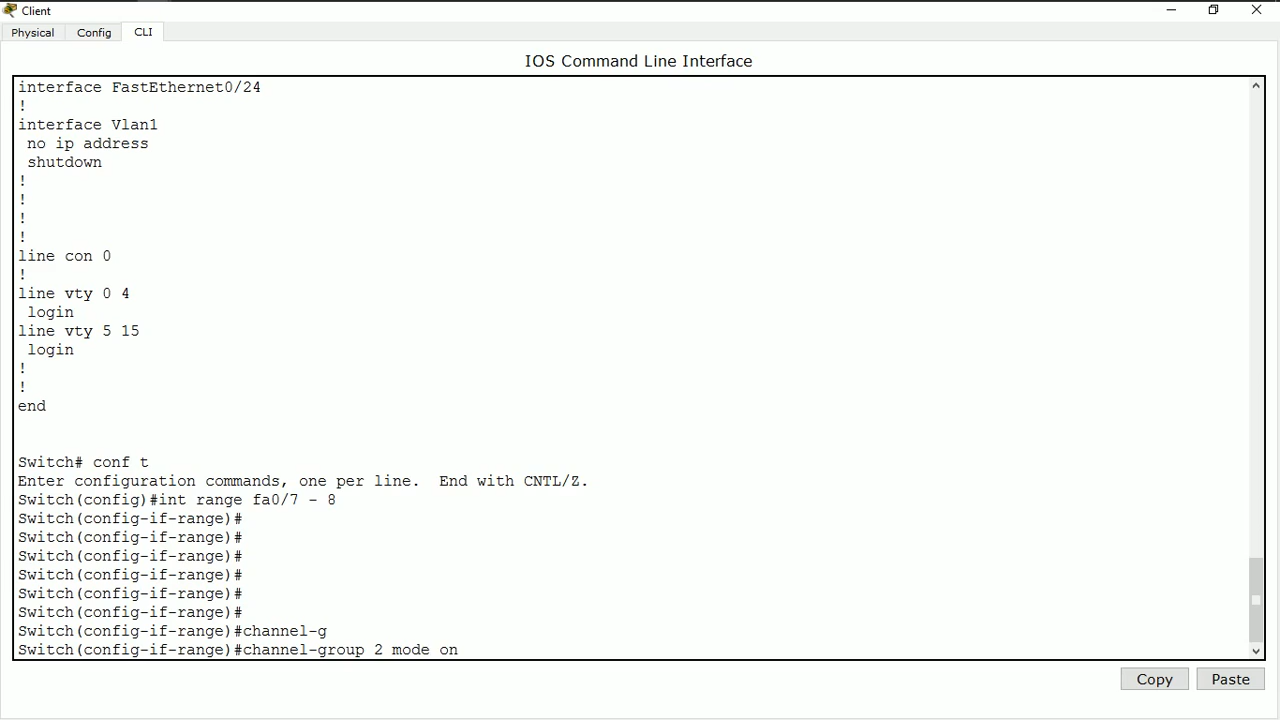 Client
Physical Config CLI
IOS Command Line Interface
interface FastEthernet0/24
!
interface Vlan1
 no ip address
 shutdown
!
!
!
!
line con 0
!
line vty 0 4
 login
line vty 5 15
 login
!
!
end
Switch# conf t
Enter configuration commands, one per line.  End with CNTL/Z.
Switch(config)#int range fa0/7 - 8
Switch(config-if-range)#
Switch(config-if-range)#
Switch(config-if-range)#
Switch(config-if-range)#
Switch(config-if-range)#
Switch(config-if-range)#
Switch(config-if-range)#channel-g
Switch(config-if-range)#channel-group 2 mode on
Copy Paste